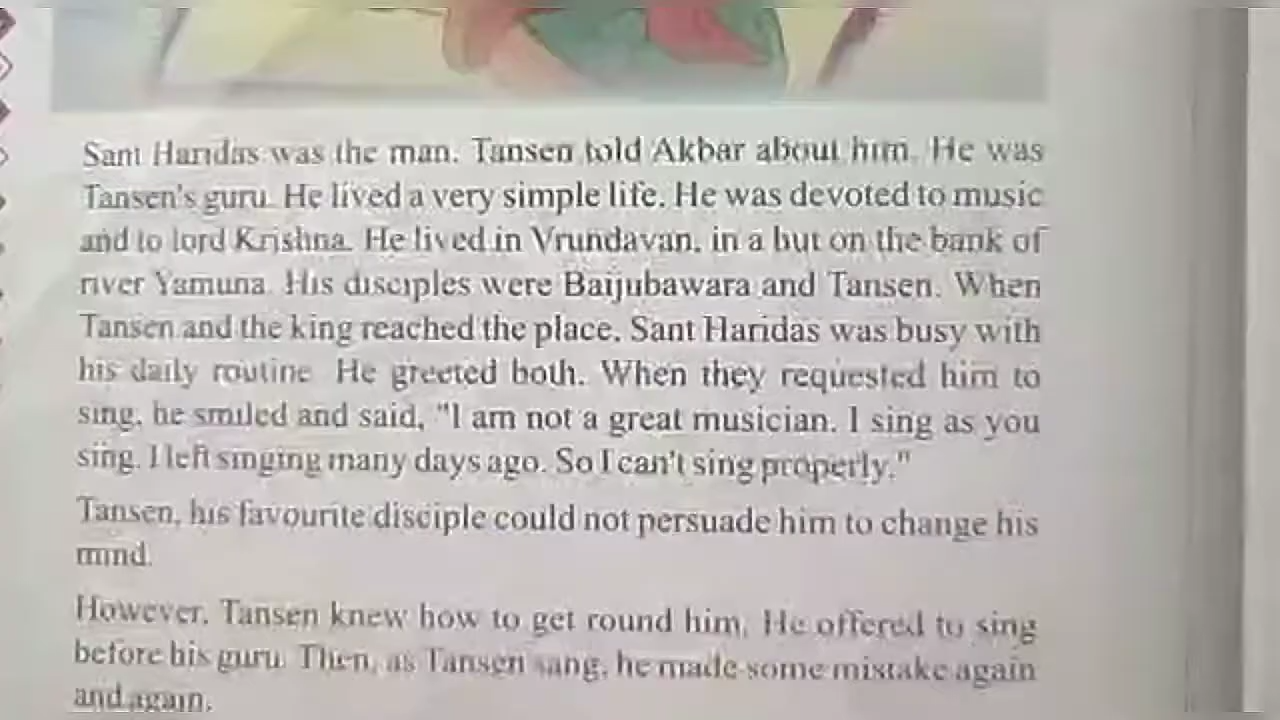 Sant Haridas was the man. Tansen told Akbar about him. He was
Tansen's guru. He lived a very simple life. He was devoted to music
and to lord Krishna. He lived in Vrundavan, in a hut on the bank of
river Yamuna. His disciples were Baijubawara and Tansen. When
Tansen and the king reached the place, Sant Haridas was busy with
his daily routine. He greeted both. When they requested him to
sing, he smiled and said, "I am not a great musician. I sing as you
sing. I left singing many days ago. So I can't sing properly."
Tansen, his favourite disciple could not persuade him to change his
mind.
However, Tansen knew how to get round him. He offered to sing
before his guru. Then, as Tansen sang, he made some mistake again
and again.